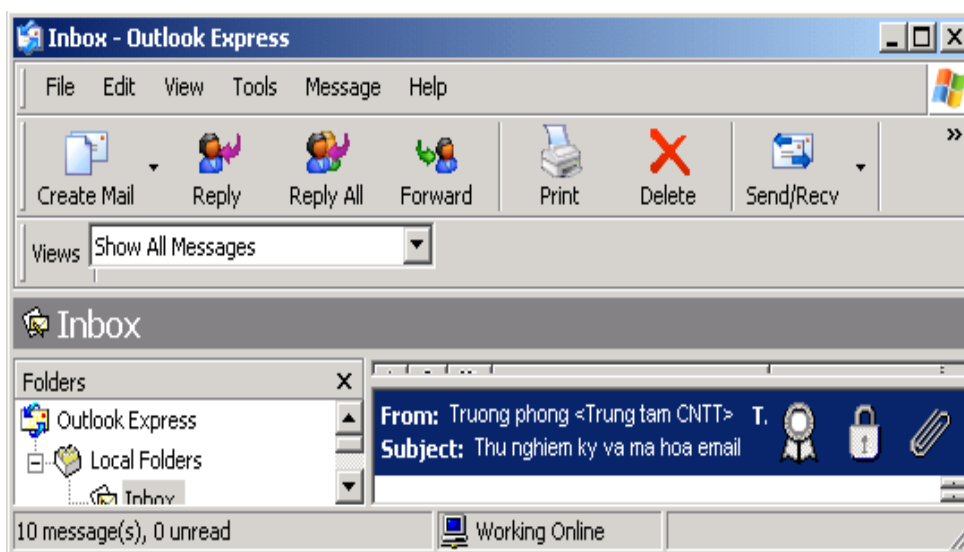 Inbox - Outlook Express
File Edit View Tools Message Help
Create Mail Reply Reply All Forward Print Delete Send/Recv
Views Show All Messages
Inbox
Folders
Outlook Express
Local Folders
Inbox
From: Truong phong <Trung tam CNTT> T.
Subject: Thu nghiem ky va ma hoa email
10 message(s), 0 unread Working Online